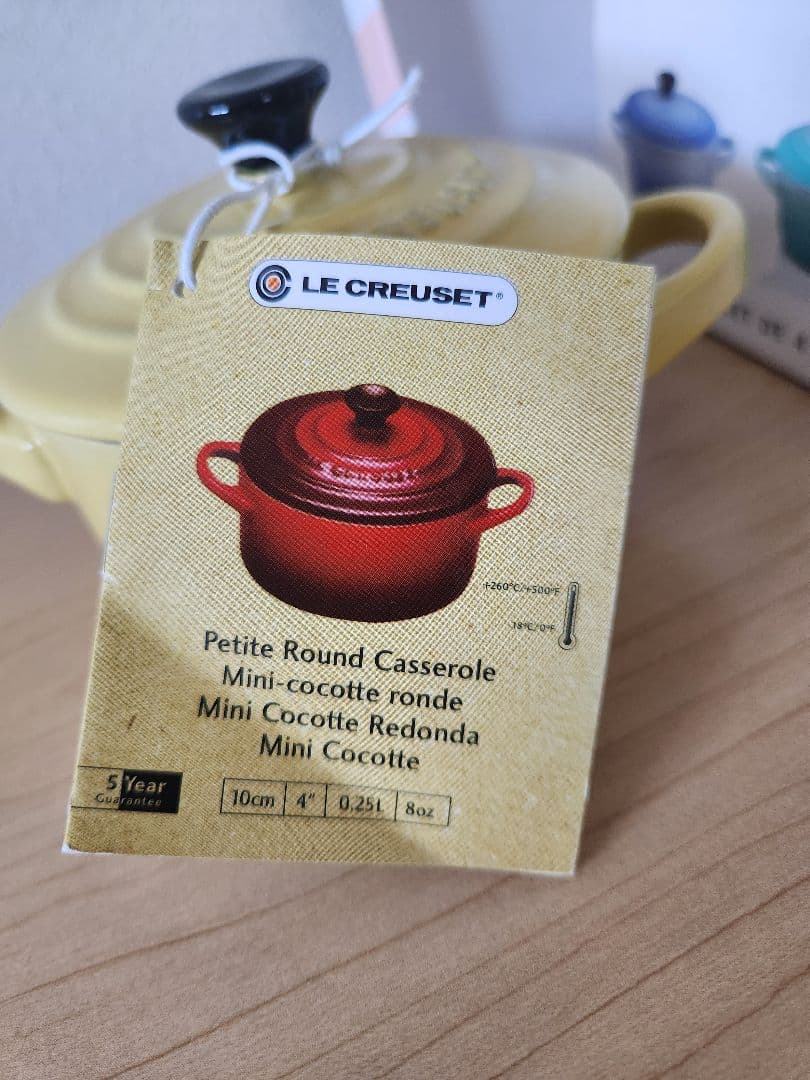 LE CREUSET®
+260°C/+500°F
18°C/0°F
Petite Round Casserole
Mini-cocotte ronde
Mini Cocotte Redonda
Mini Cocotte
5 Year
Guarantee
10cm 4" 0,25l 8oz